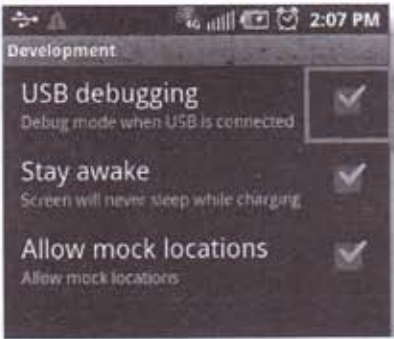 4G 2:07 PM
Development
USB debugging
Debug mode when USB is connected
Stay awake
Screen will never sleep while charging
Allow mock locations
Allow mock locations